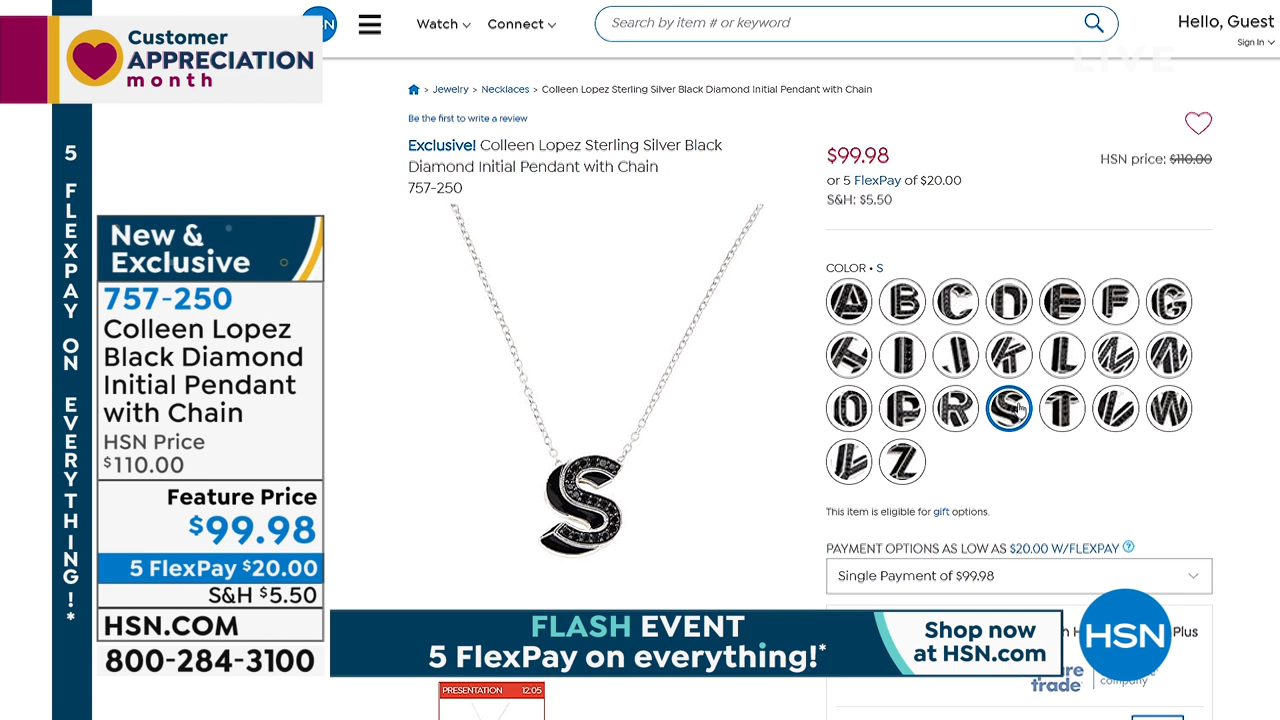 Customer
APPRECIATION
month
5 FLEXPAY ON EVERYTHING!*
New &
Exclusive
757-250
Colleen Lopez
Black Diamond
Initial Pendant
with Chain
HSN Price
$110.00
Feature Price
$99.98
5 FlexPay $20.00
S&H $5.50
HSN.COM
800-284-3100
Watch
Connect
Search by item # or keyword
Hello, Guest
Sign In
LIVE
> Jewelry > Necklaces > Colleen Lopez Sterling Silver Black Diamond Initial Pendant with Chain
Be the first to write a review
Exclusive! Colleen Lopez Sterling Silver Black
Diamond Initial Pendant with Chain
757-250
S
$99.98
HSN price: $110.00
or 5 FlexPay of $20.00
S&H: $5.50
COLOR • S
A B C D E F G
H I J K L M N
O P R S T V W
Y Z
This item is eligible for gift options.
PAYMENT OPTIONS AS LOW AS $20.00 W/FLEXPAY ?
Single Payment of $99.98
FLASH EVENT
5 FlexPay on everything!*
Shop now
at HSN.com
HSN
Plus
trade
company
PRESENTATION 12:05